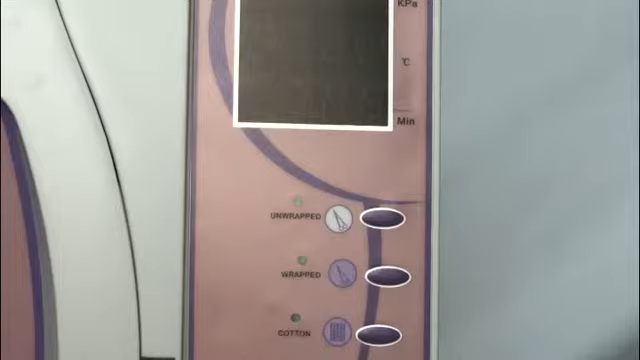 KPa
℃
Min
UNWRAPPED
WRAPPED
COTTON